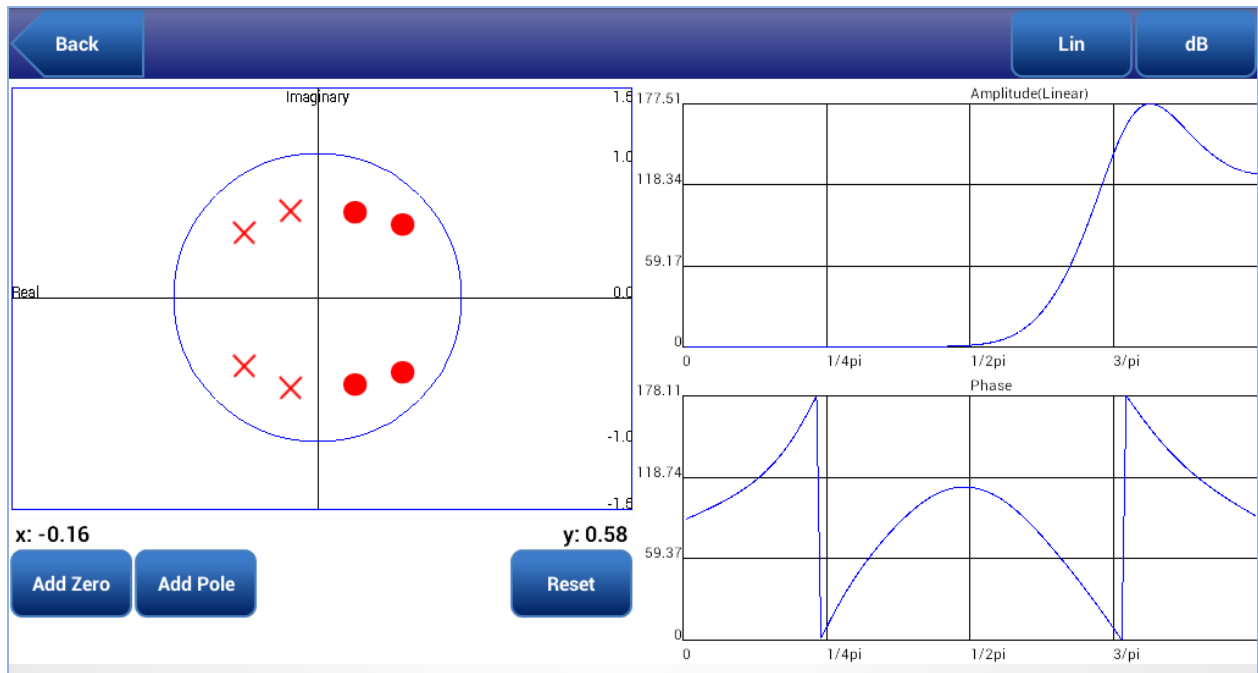 Back
Lin
dB
Imaginary
1.5
1.0
Real
0.0
-1.0
-1.5
x: -0.16
y: 0.58
Add Zero
Add Pole
Reset
Amplitude(Linear)
177.51
118.34
59.17
0
0
1/4pi
1/2pi
3/pi
Phase
178.11
118.74
59.37
0
0
1/4pi
1/2pi
3/pi